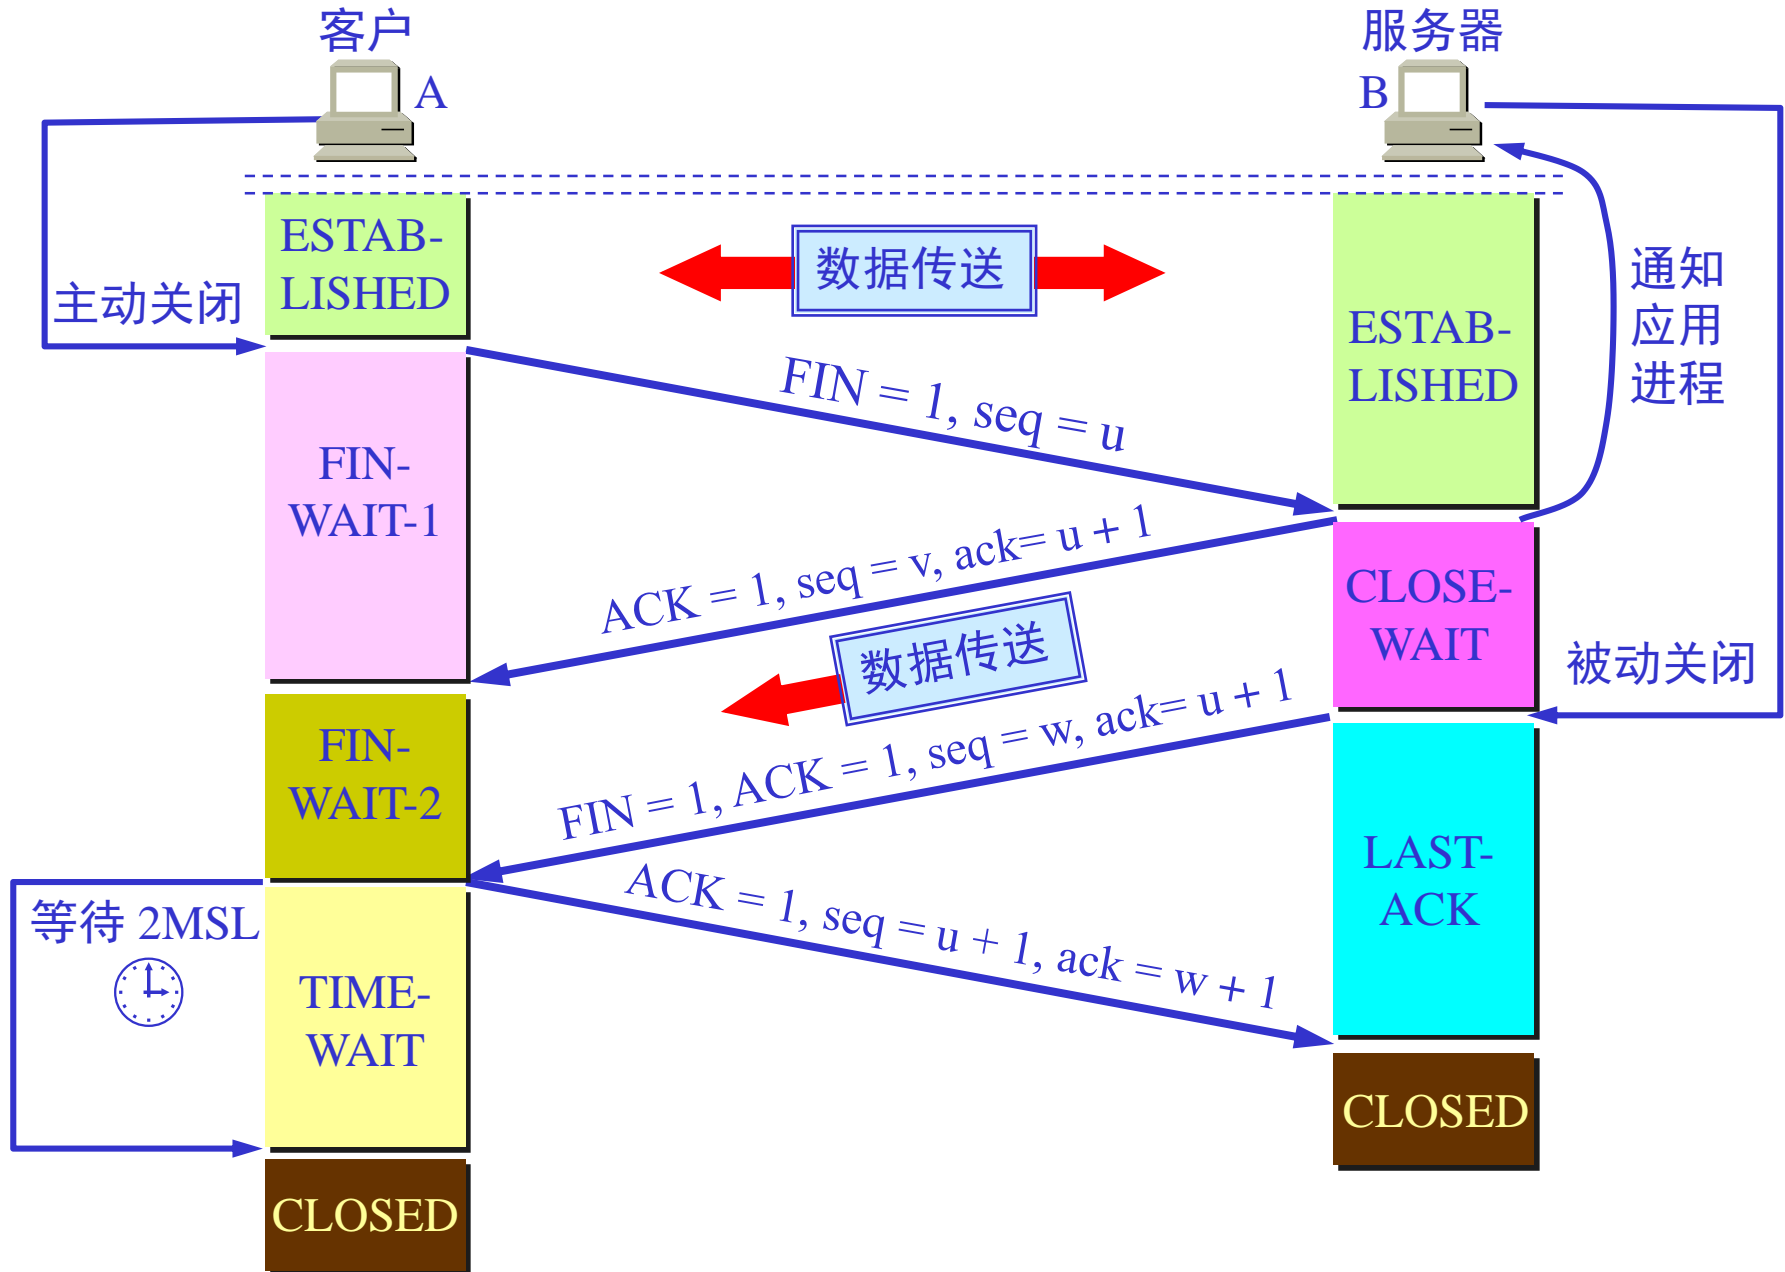 客户
服务器
A
B
ESTAB-
LISHED
数据传送
主动关闭
ESTAB-
LISHED
通知
应用
进程
FIN = 1, seq = u
FIN-
WAIT-1
ACK = 1, seq = v, ack= u + 1
CLOSE-
WAIT
数据传送
被动关闭
FIN-
WAIT-2
FIN = 1, ACK = 1, seq = w, ack= u + 1
LAST-
ACK
ACK = 1, seq = u + 1, ack = w + 1
等待 2MSL
TIME-
WAIT
CLOSED
CLOSED